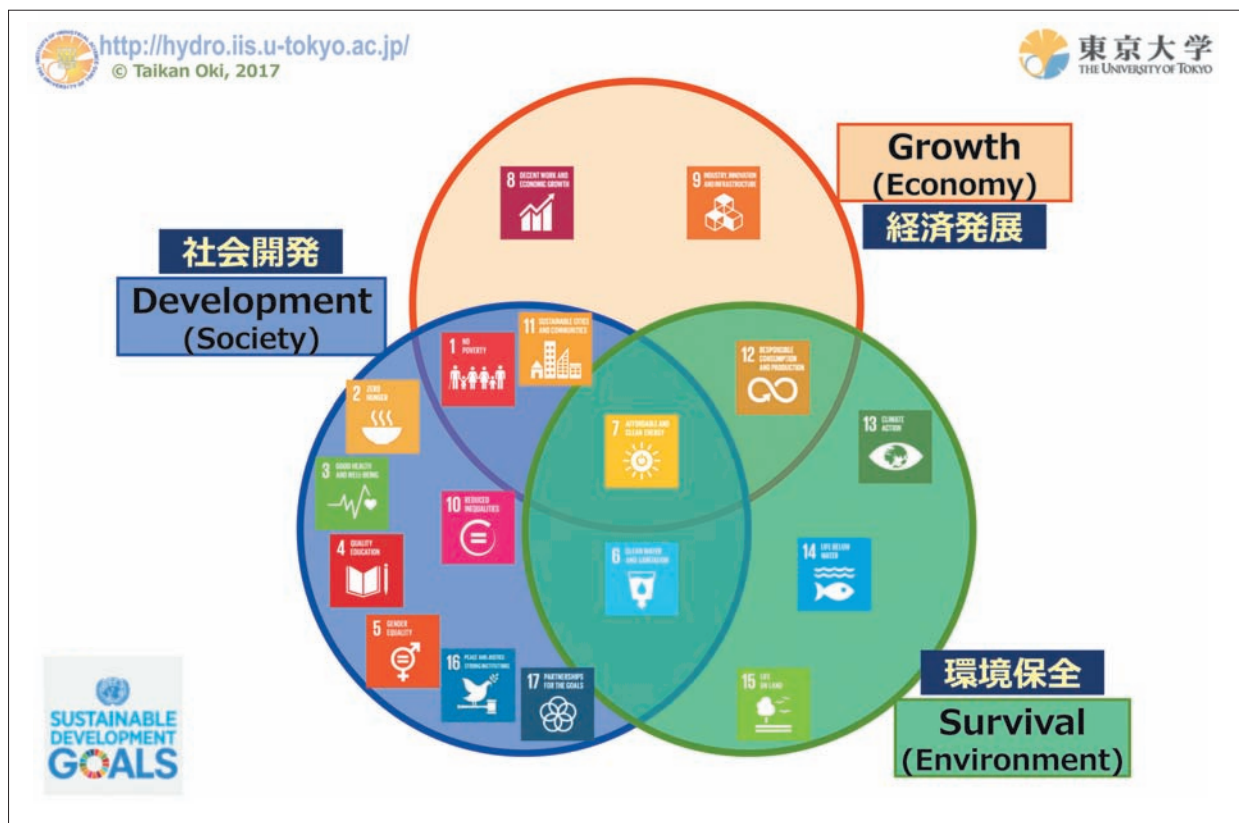 http://hydro.iis.u-tokyo.ac.jp/
© Taikan Oki, 2017
東京大学
THE UNIVERSITY OF TOKYO
Growth
(Economy)
経済発展
社会開発
Development
(Society)
8 DECENT WORK AND
ECONOMIC GROWTH
9 INDUSTRY, INNOVATION
AND INFRASTRUCTURE
11 SUSTAINABLE CITIES
AND COMMUNITIES
1 NO
POVERTY
12 RESPONSIBLE
CONSUMPTION
AND PRODUCTION
2 ZERO
HUNGER
7 AFFORDABLE AND
CLEAN ENERGY
13 CLIMATE
ACTION
3 GOOD HEALTH
AND WELL-BEING
10 REDUCED
INEQUALITIES
4 QUALITY
EDUCATION
6 CLEAN WATER
AND SANITATION
14 LIFE BELOW
WATER
5 GENDER
EQUALITY
16 PEACE AND JUSTICE
STRONG INSTITUTIONS
17 PARTNERSHIPS
FOR THE GOALS
15 LIFE
ON LAND
環境保全
Survival
(Environment)
SUSTAINABLE
DEVELOPMENT
GOALS